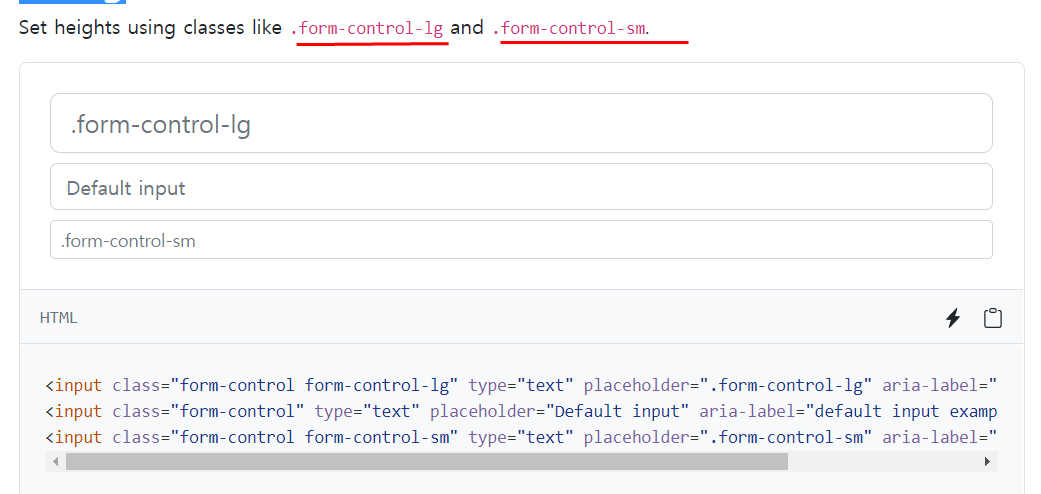 Set heights using classes like .form-control-lg and .form-control-sm.
.form-control-lg
Default input
.form-control-sm
HTML
<input class="form-control form-control-lg" type="text" placeholder=".form-control-lg" aria-label="
<input class="form-control" type="text" placeholder="Default input" aria-label="default input examp
<input class="form-control form-control-sm" type="text" placeholder=".form-control-sm" aria-label="